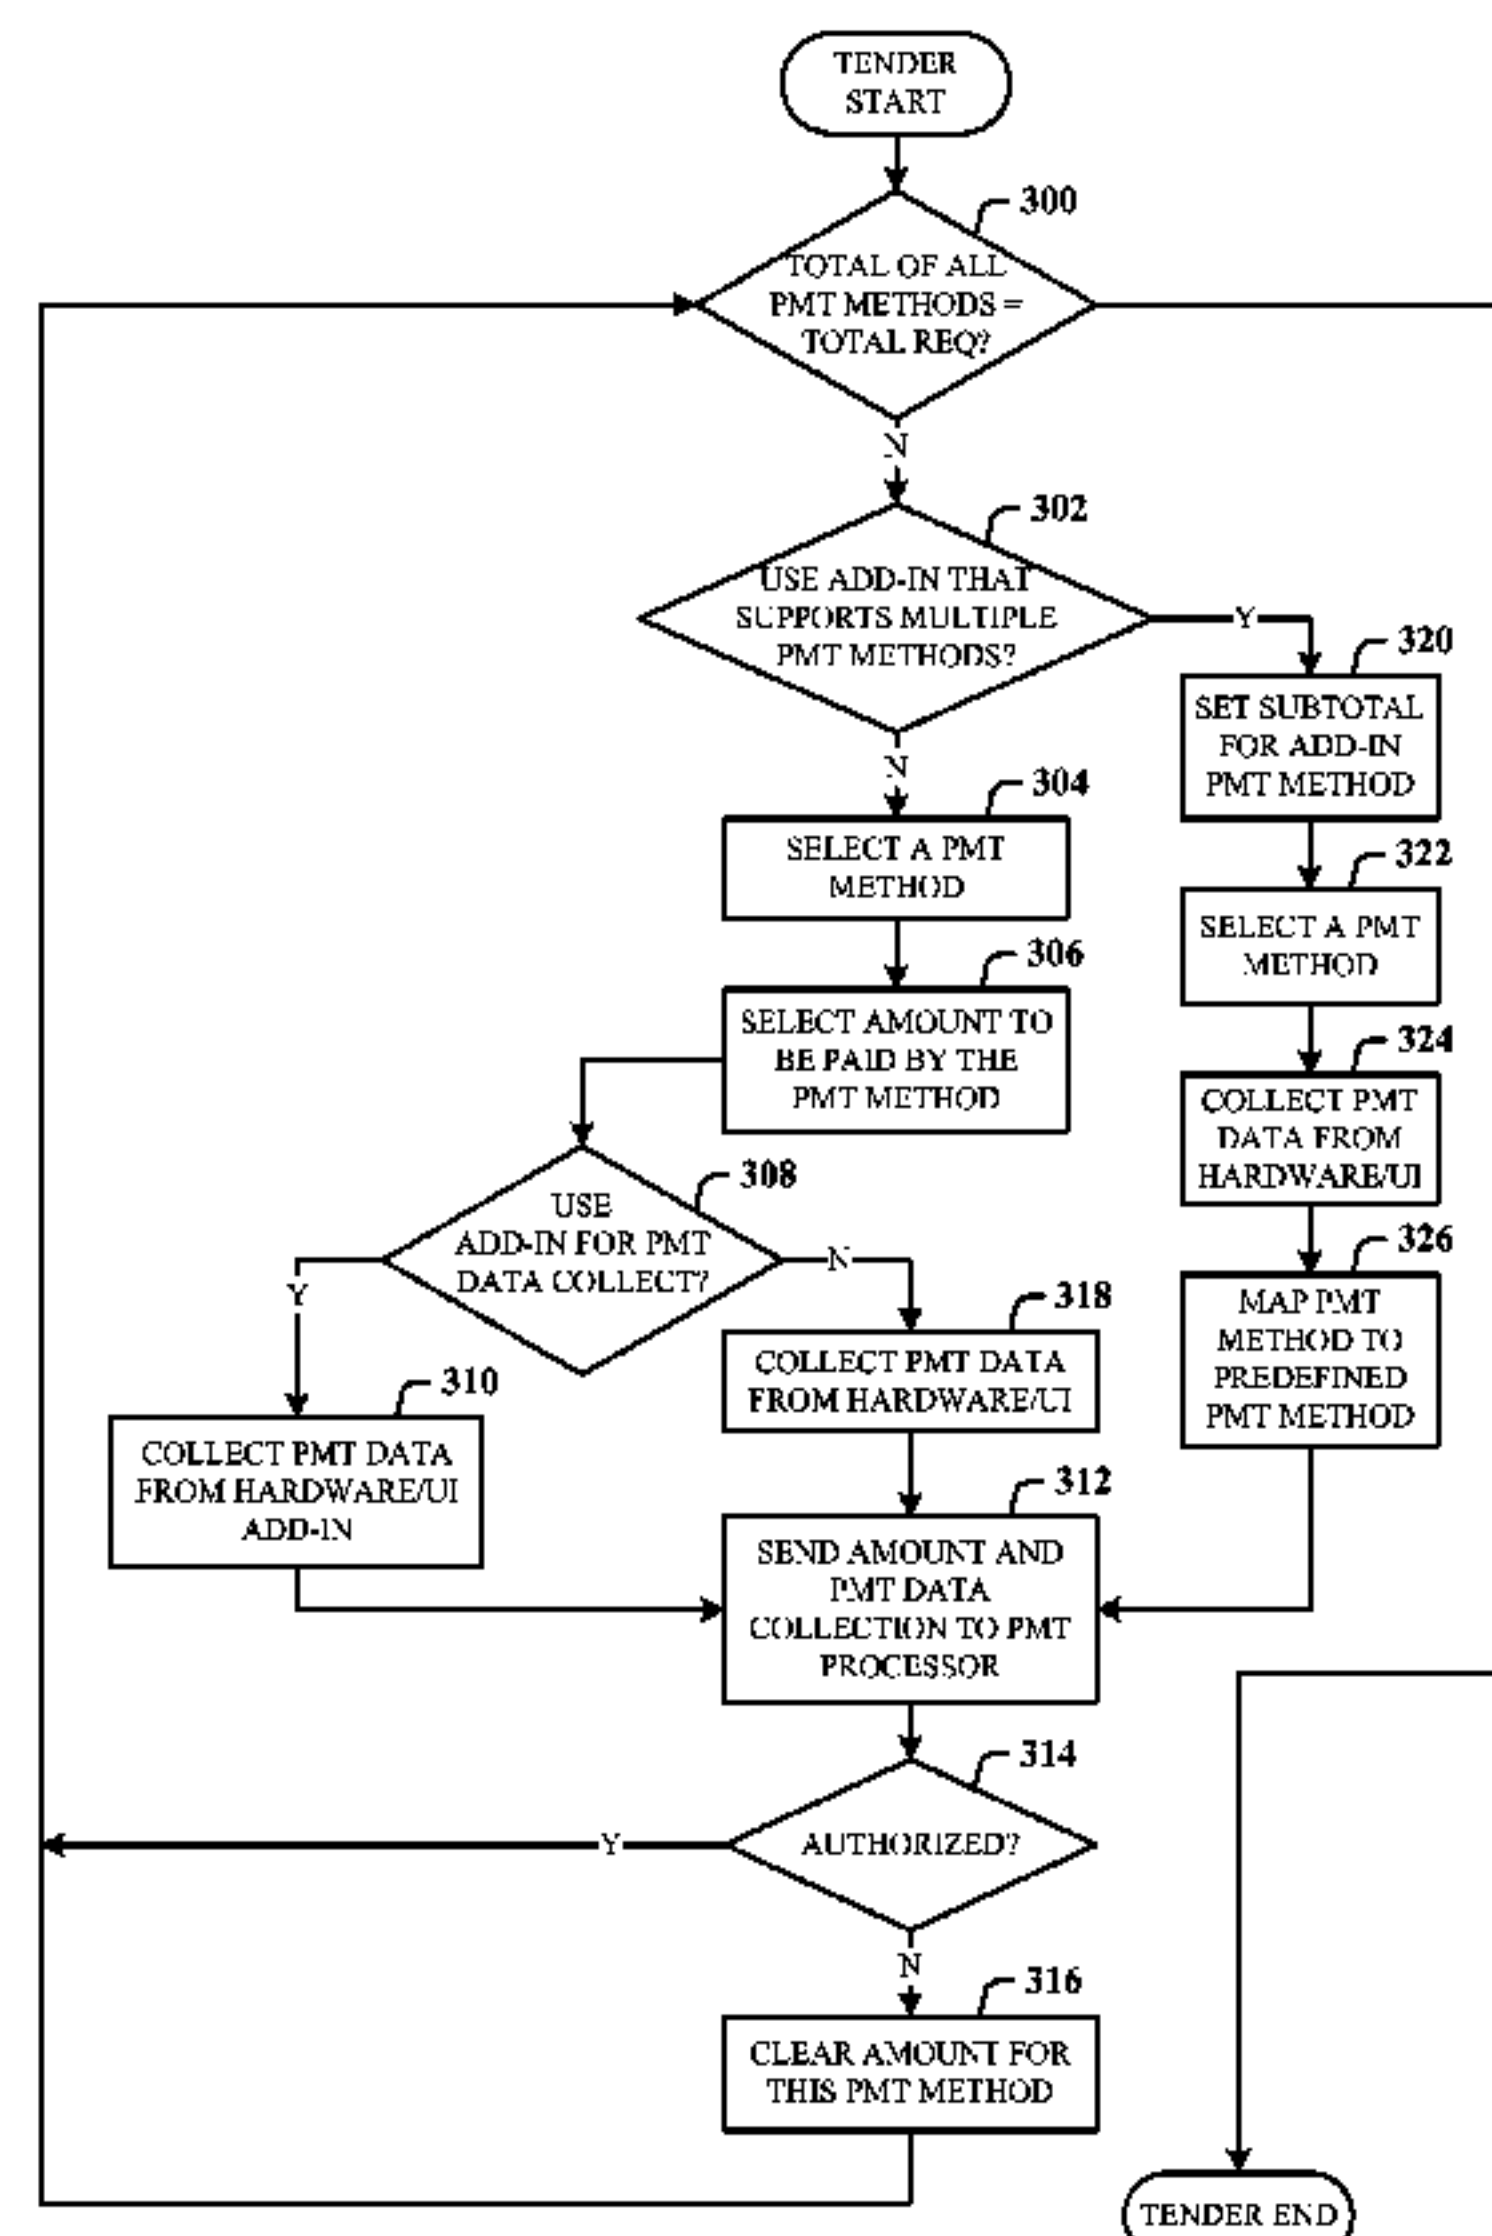 TENDER
START
300
TOTAL OF ALL
PMT METHODS =
TOTAL REQ?
N
302
USE ADD-IN THAT
SUPPORTS MULTIPLE
PMT METHODS?
Y
N
320
SET SUBTOTAL
FOR ADD-IN
PMT METHOD
304
SELECT A PMT
METHOD
322
SELECT A PMT
METHOD
306
SELECT AMOUNT TO
BE PAID BY THE
PMT METHOD
324
COLLECT PMT
DATA FROM
HARDWARE/UI
308
USE
ADD-IN FOR PMT
DATA COLLECT?
Y
N
326
MAP PMT
METHOD TO
PREDEFINED
PMT METHOD
318
COLLECT PMT DATA
FROM HARDWARE/UI
310
COLLECT PMT DATA
FROM HARDWARE/UI
ADD-IN
312
SEND AMOUNT AND
PMT DATA
COLLECTION TO PMT
PROCESSOR
314
AUTHORIZED?
Y
N
316
CLEAR AMOUNT FOR
THIS PMT METHOD
TENDER END